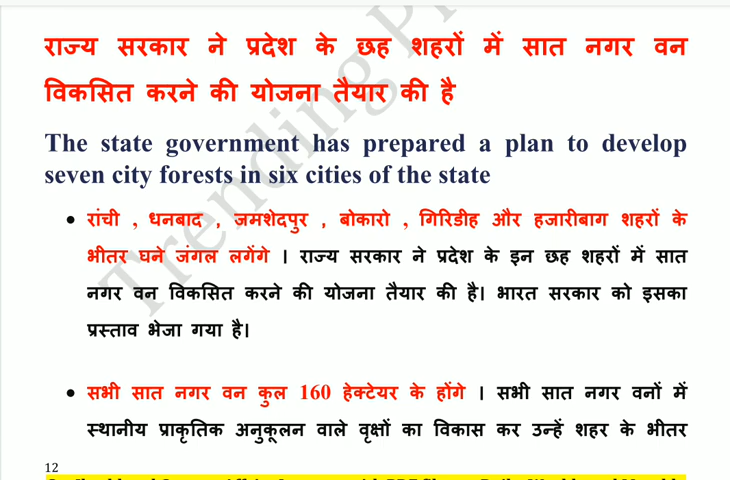 राज्य सरकार ने प्रदेश के छह शहरों में सात नगर वन
विकसित करने की योजना तैयार की है
The state government has prepared a plan to develop
seven city forests in six cities of the state
• रांची , धनबाद , जमशेदपुर , बोकारो , गिरिडीह और हजारीबाग शहरों के
भीतर घने जंगल लगेंगे । राज्य सरकार ने प्रदेश के इन छह शहरों में सात
नगर वन विकसित करने की योजना तैयार की है। भारत सरकार को इसका
प्रस्ताव भेजा गया है।
• सभी सात नगर वन कुल 160 हेक्टेयर के होंगे । सभी सात नगर वनों में
स्थानीय प्राकृतिक अनुकूलन वाले वृक्षों का विकास कर उन्हें शहर के भीतर
12
Trending